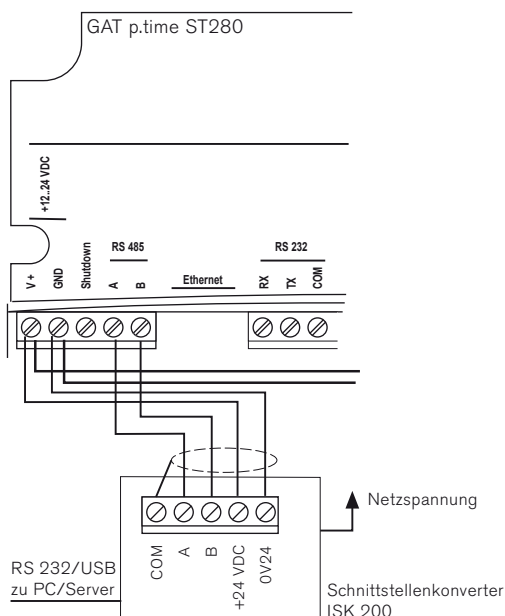 GAT p.time ST280
+12..24 VDC
V +
GND
Shutdown
RS 485
A
B
Ethernet
RS 232
RX
TX
COM
Netzspannung
COM
A
B
+24 VDC
0V24
RS 232/USB
zu PC/Server
Schnittstellenkonverter
ISK 200